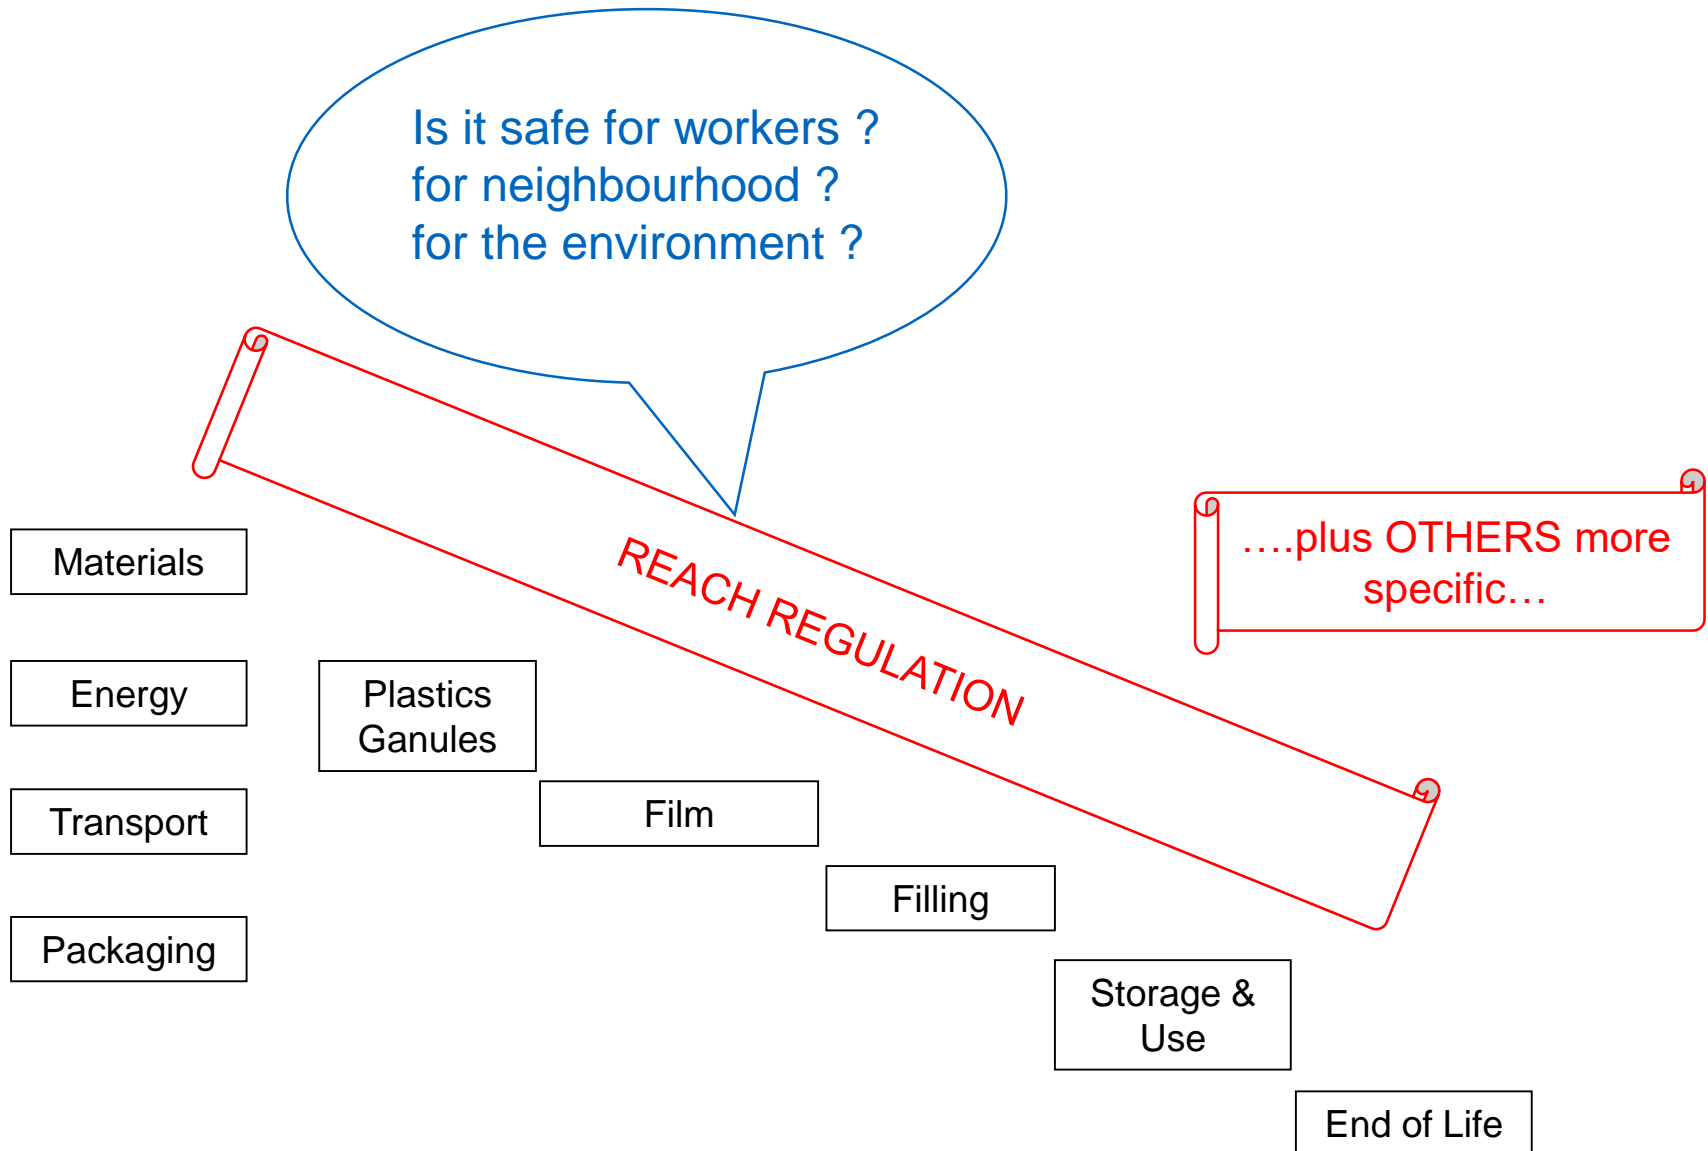 Is it safe for workers ?
for neighbourhood ?
for the environment ?
REACH REGULATION
….plus OTHERS more
specific…
Materials
Energy
Transport
Packaging
Plastics
Ganules
Film
Filling
Storage &
Use
End of Life